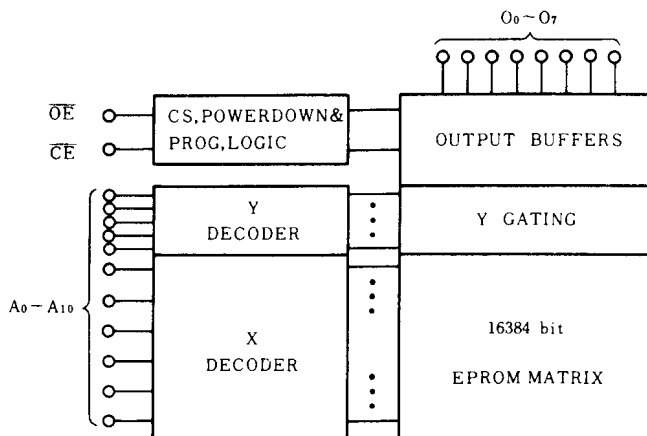 O₀~O₇
OE
CE
CS,POWERDOWN&
PROG,LOGIC
OUTPUT BUFFERS
Y
DECODER
Y GATING
A₀~A₁₀
X
DECODER
16384 bit
EPROM MATRIX